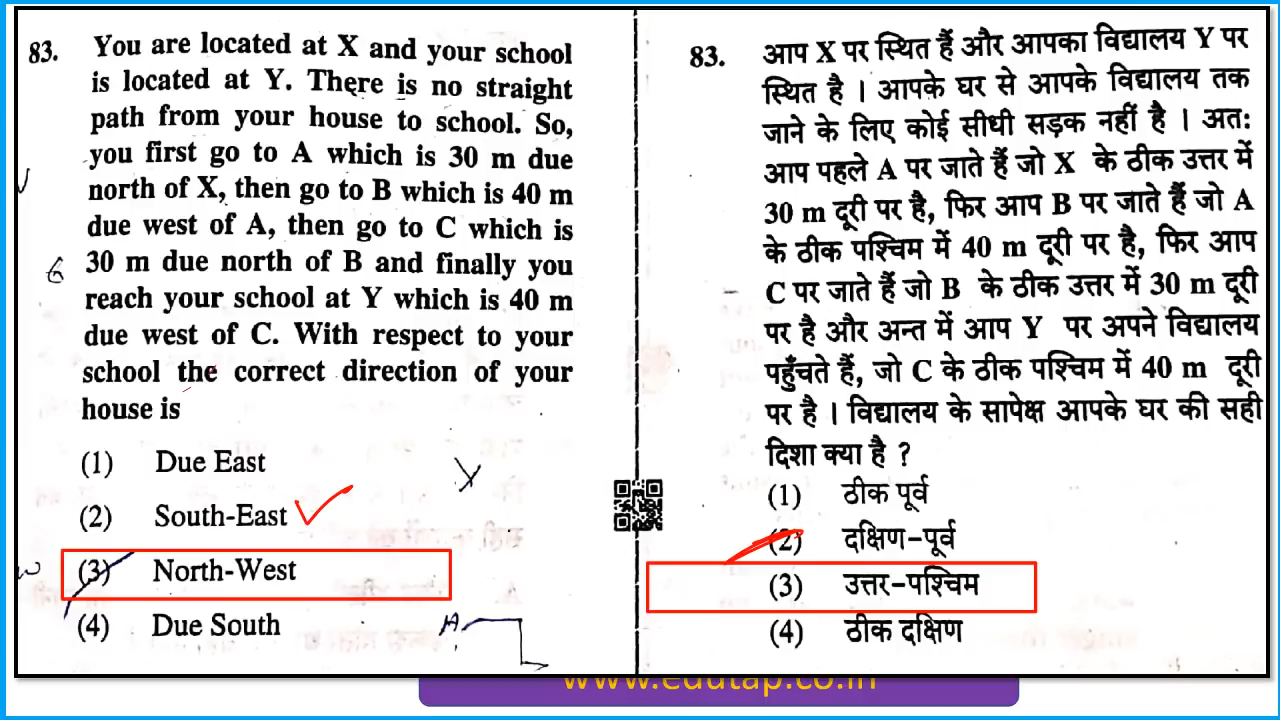 83. You are located at X and your school
is located at Y. There is no straight
path from your house to school. So,
you first go to A which is 30 m due
north of X, then go to B which is 40 m
due west of A, then go to C which is
30 m due north of B and finally you
reach your school at Y which is 40 m
due west of C. With respect to your
school the correct direction of your
house is
(1) Due East
(2) South-East
(3) North-West
(4) Due South
83. आप X पर स्थित हैं और आपका विद्यालय Y पर
स्थित है । आपके घर से आपके विद्यालय तक
जाने के लिए कोई सीधी सड़क नहीं है । अतः
आप पहले A पर जाते हैं जो X के ठीक उत्तर में
30 m दूरी पर है, फिर आप B पर जाते हैं जो A
के ठीक पश्चिम में 40 m दूरी पर है, फिर आप
C पर जाते हैं जो B के ठीक उत्तर में 30 m दूरी
पर है और अन्त में आप Y पर अपने विद्यालय
पहुँचते हैं, जो C के ठीक पश्चिम में 40 m दूरी
पर है । विद्यालय के सापेक्ष आपके घर की सही
दिशा क्या है ?
(1) ठीक पूर्व
(2) दक्षिण-पूर्व
(3) उत्तर-पश्चिम
(4) ठीक दक्षिण
www.edutap.co.in